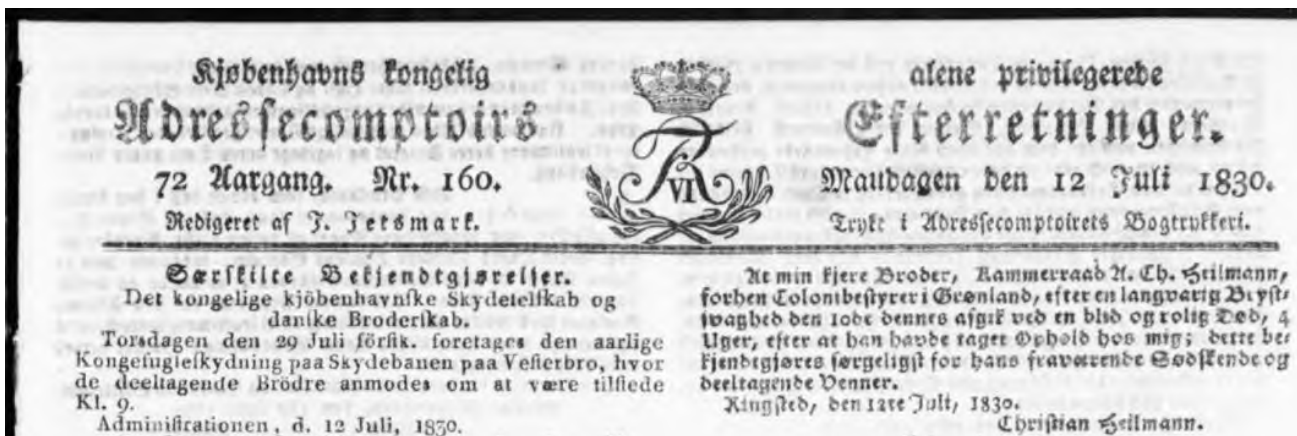 Kjøbenhavns kongelig
Adressecomptoirs
72 Aargang. Nr. 160.
Redigeret af J. Jetsmark.
FR VI
alene privilegerede
Efterretninger.
Mandagen den 12 Juli 1830.
Trykt i Adressecomptoirets Bogtrykkeri.
Særskilte Bekjendtgjørelser.
Det kongelige kjöbenhavnske Skydeselskab og
danske Broderskab.
Torsdagen den 29 Juli förstk. foretages den aarlige
Kongefugleskydning paa Skydebanen paa Vesterbro, hvor
de deeltagende Brödre anmodes om at være tilstede
Kl. 9.
Administrationen, d. 12 Juli, 1830.
At min kjere Broder, Kammerraad A. Ch. Heilmann,
forhen Colonibestyrer i Grønland, efter en langvarig Bryst-
svaghed den 10de dennes afgik ved en blid og rolig Død, 4
Uger, efter at han havde taget Ophold hos mig; dette be-
kjendtgjøres sørgeligst for hans fraværende Sødskende og
deeltagende Venner.
Ringsted, den 12te Juli, 1830.
Christian Heilmann.